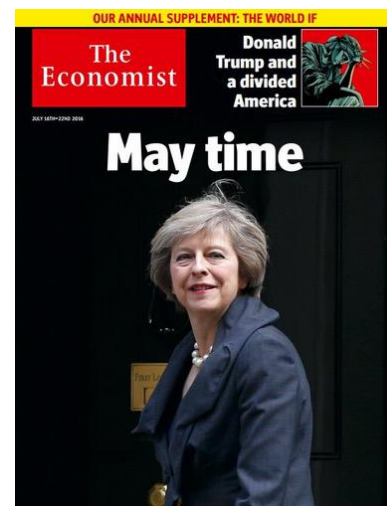 OUR ANNUAL SUPPLEMENT: THE WORLD IF
The
Economist
Donald
Trump and
a divided
America
JULY 16TH–22ND 2016
May time